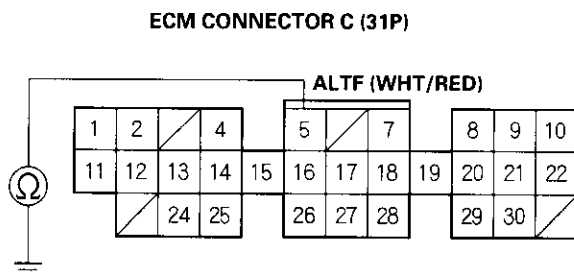 ECM CONNECTOR C (31P)
ALTF (WHT/RED)
1 2 4 5 7 8 9 10
11 12 13 14 15 16 17 18 19 20 21 22
24 25 26 27 28 29 30
Ω